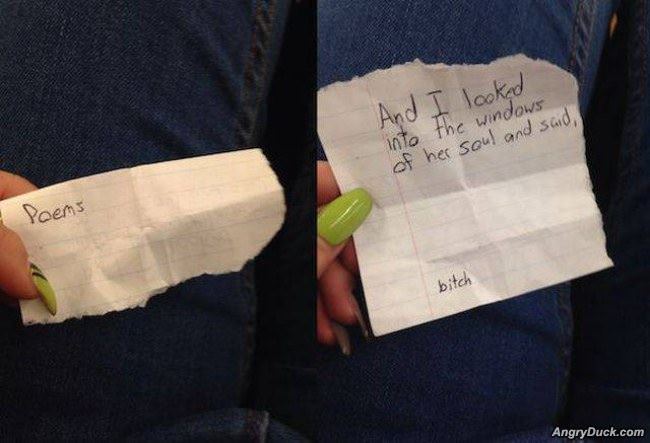 Poems
And I looked
into the windows
of her soul and said,
bitch
AngryDuck.com